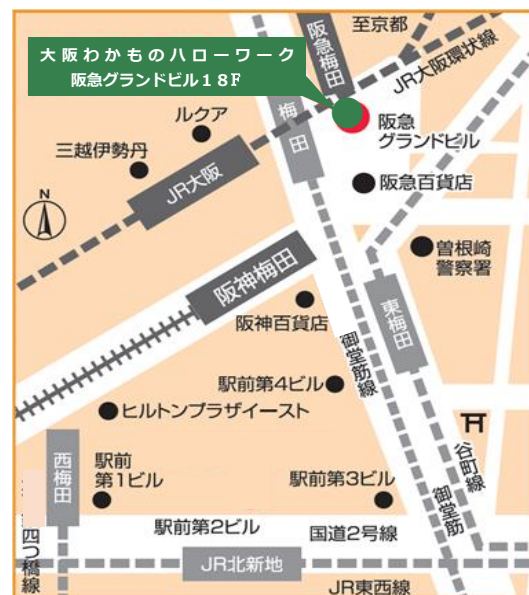 至京都
大阪わかものハローワーク
阪急グランドビル18F
阪急梅田
JR大阪環状線
梅田
ルクア
阪急
グランドビル
三越伊勢丹
JR大阪
阪急百貨店
N
曽根崎
警察署
阪神梅田
東梅田
阪神百貨店
御堂筋線
駅前第4ビル
ヒルトンプラザイースト
西梅田
駅前
第1ビル
谷町線
駅前第3ビル
御堂筋
駅前第2ビル
国道2号線
四つ橋線
JR北新地
JR東西線